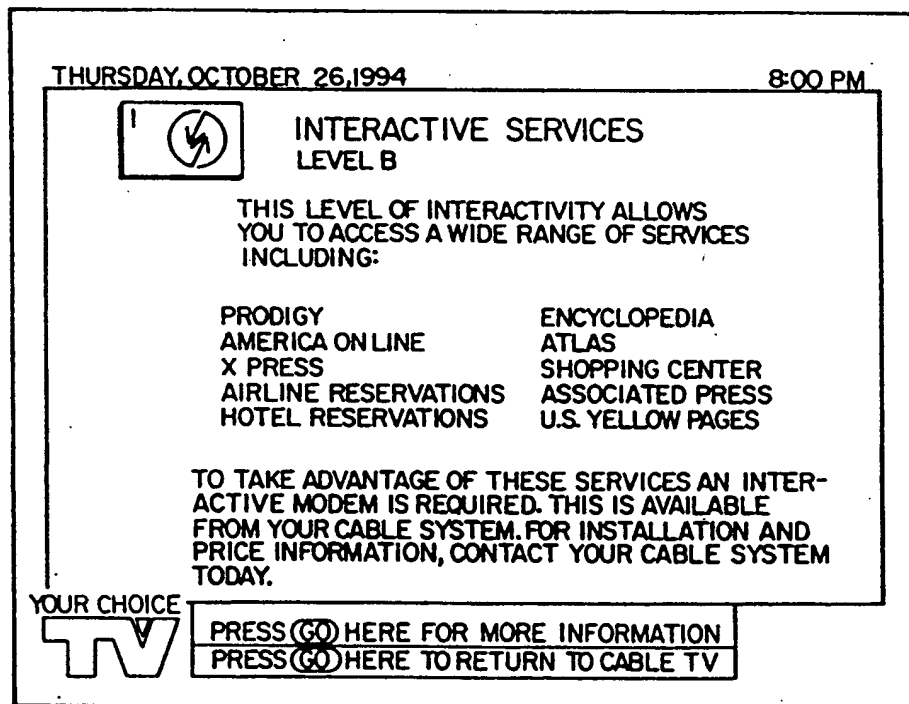 THURSDAY, OCTOBER 26,1994 8:00 PM
INTERACTIVE SERVICES
LEVEL B
THIS LEVEL OF INTERACTIVITY ALLOWS
YOU TO ACCESS A WIDE RANGE OF SERVICES
INCLUDING:
PRODIGY ENCYCLOPEDIA
AMERICA ON LINE ATLAS
X PRESS SHOPPING CENTER
AIRLINE RESERVATIONS ASSOCIATED PRESS
HOTEL RESERVATIONS U.S. YELLOW PAGES
TO TAKE ADVANTAGE OF THESE SERVICES AN INTER-
ACTIVE MODEM IS REQUIRED. THIS IS AVAILABLE
FROM YOUR CABLE SYSTEM. FOR INSTALLATION AND
PRICE INFORMATION, CONTACT YOUR CABLE SYSTEM
TODAY.
YOUR CHOICE
TV
PRESS GO HERE FOR MORE INFORMATION
PRESS GO HERE TO RETURN TO CABLE TV